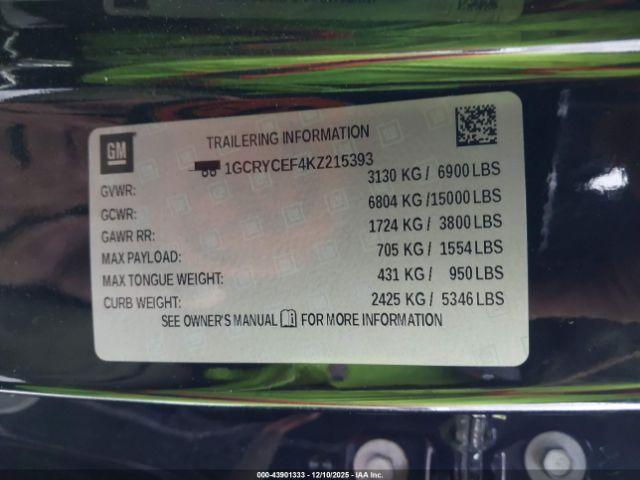 GM
TRAILERING INFORMATION
1GCRYCEF4KZ215393
GVWR: 3130 KG / 6900 LBS
GCWR: 6804 KG /15000 LBS
GAWR RR: 1724 KG / 3800 LBS
MAX PAYLOAD: 705 KG / 1554 LBS
MAX TONGUE WEIGHT: 431 KG / 950 LBS
CURB WEIGHT: 2425 KG / 5346 LBS
SEE OWNER'S MANUAL FOR MORE INFORMATION
000-43901333 - 12/10/2025 - IAA Inc.